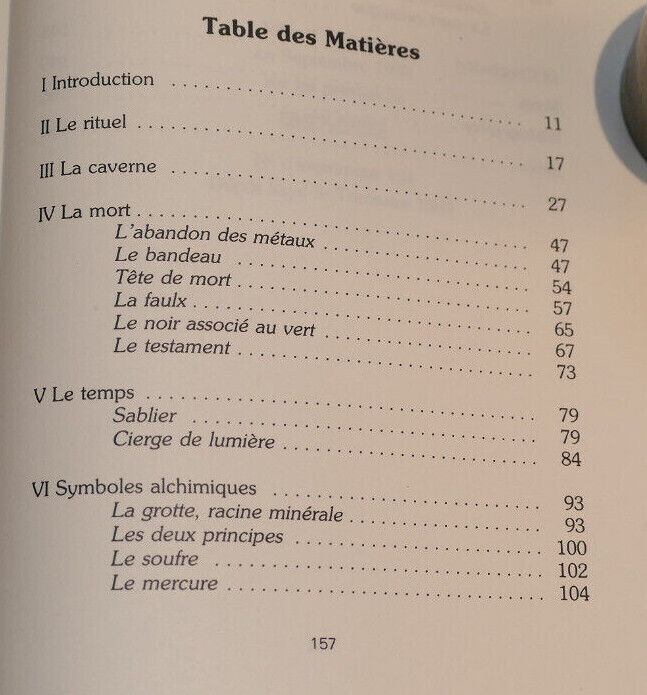 Table des Matières
I Introduction .......................... 11
II Le rituel .............................. 17
III La caverne .......................... 27
IV La mort .............................. 47
L'abandon des métaux .............. 47
Le bandeau .......................... 54
Tête de mort ........................ 57
La faulx .............................. 65
Le noir associé au vert .............. 67
Le testament ........................ 73
V Le temps .............................. 79
Sablier .............................. 79
Cierge de lumière .................... 84
VI Symboles alchimiques ................ 93
La grotte, racine minérale ............ 93
Les deux principes .................... 100
Le soufre ............................ 102
Le mercure .......................... 104
157